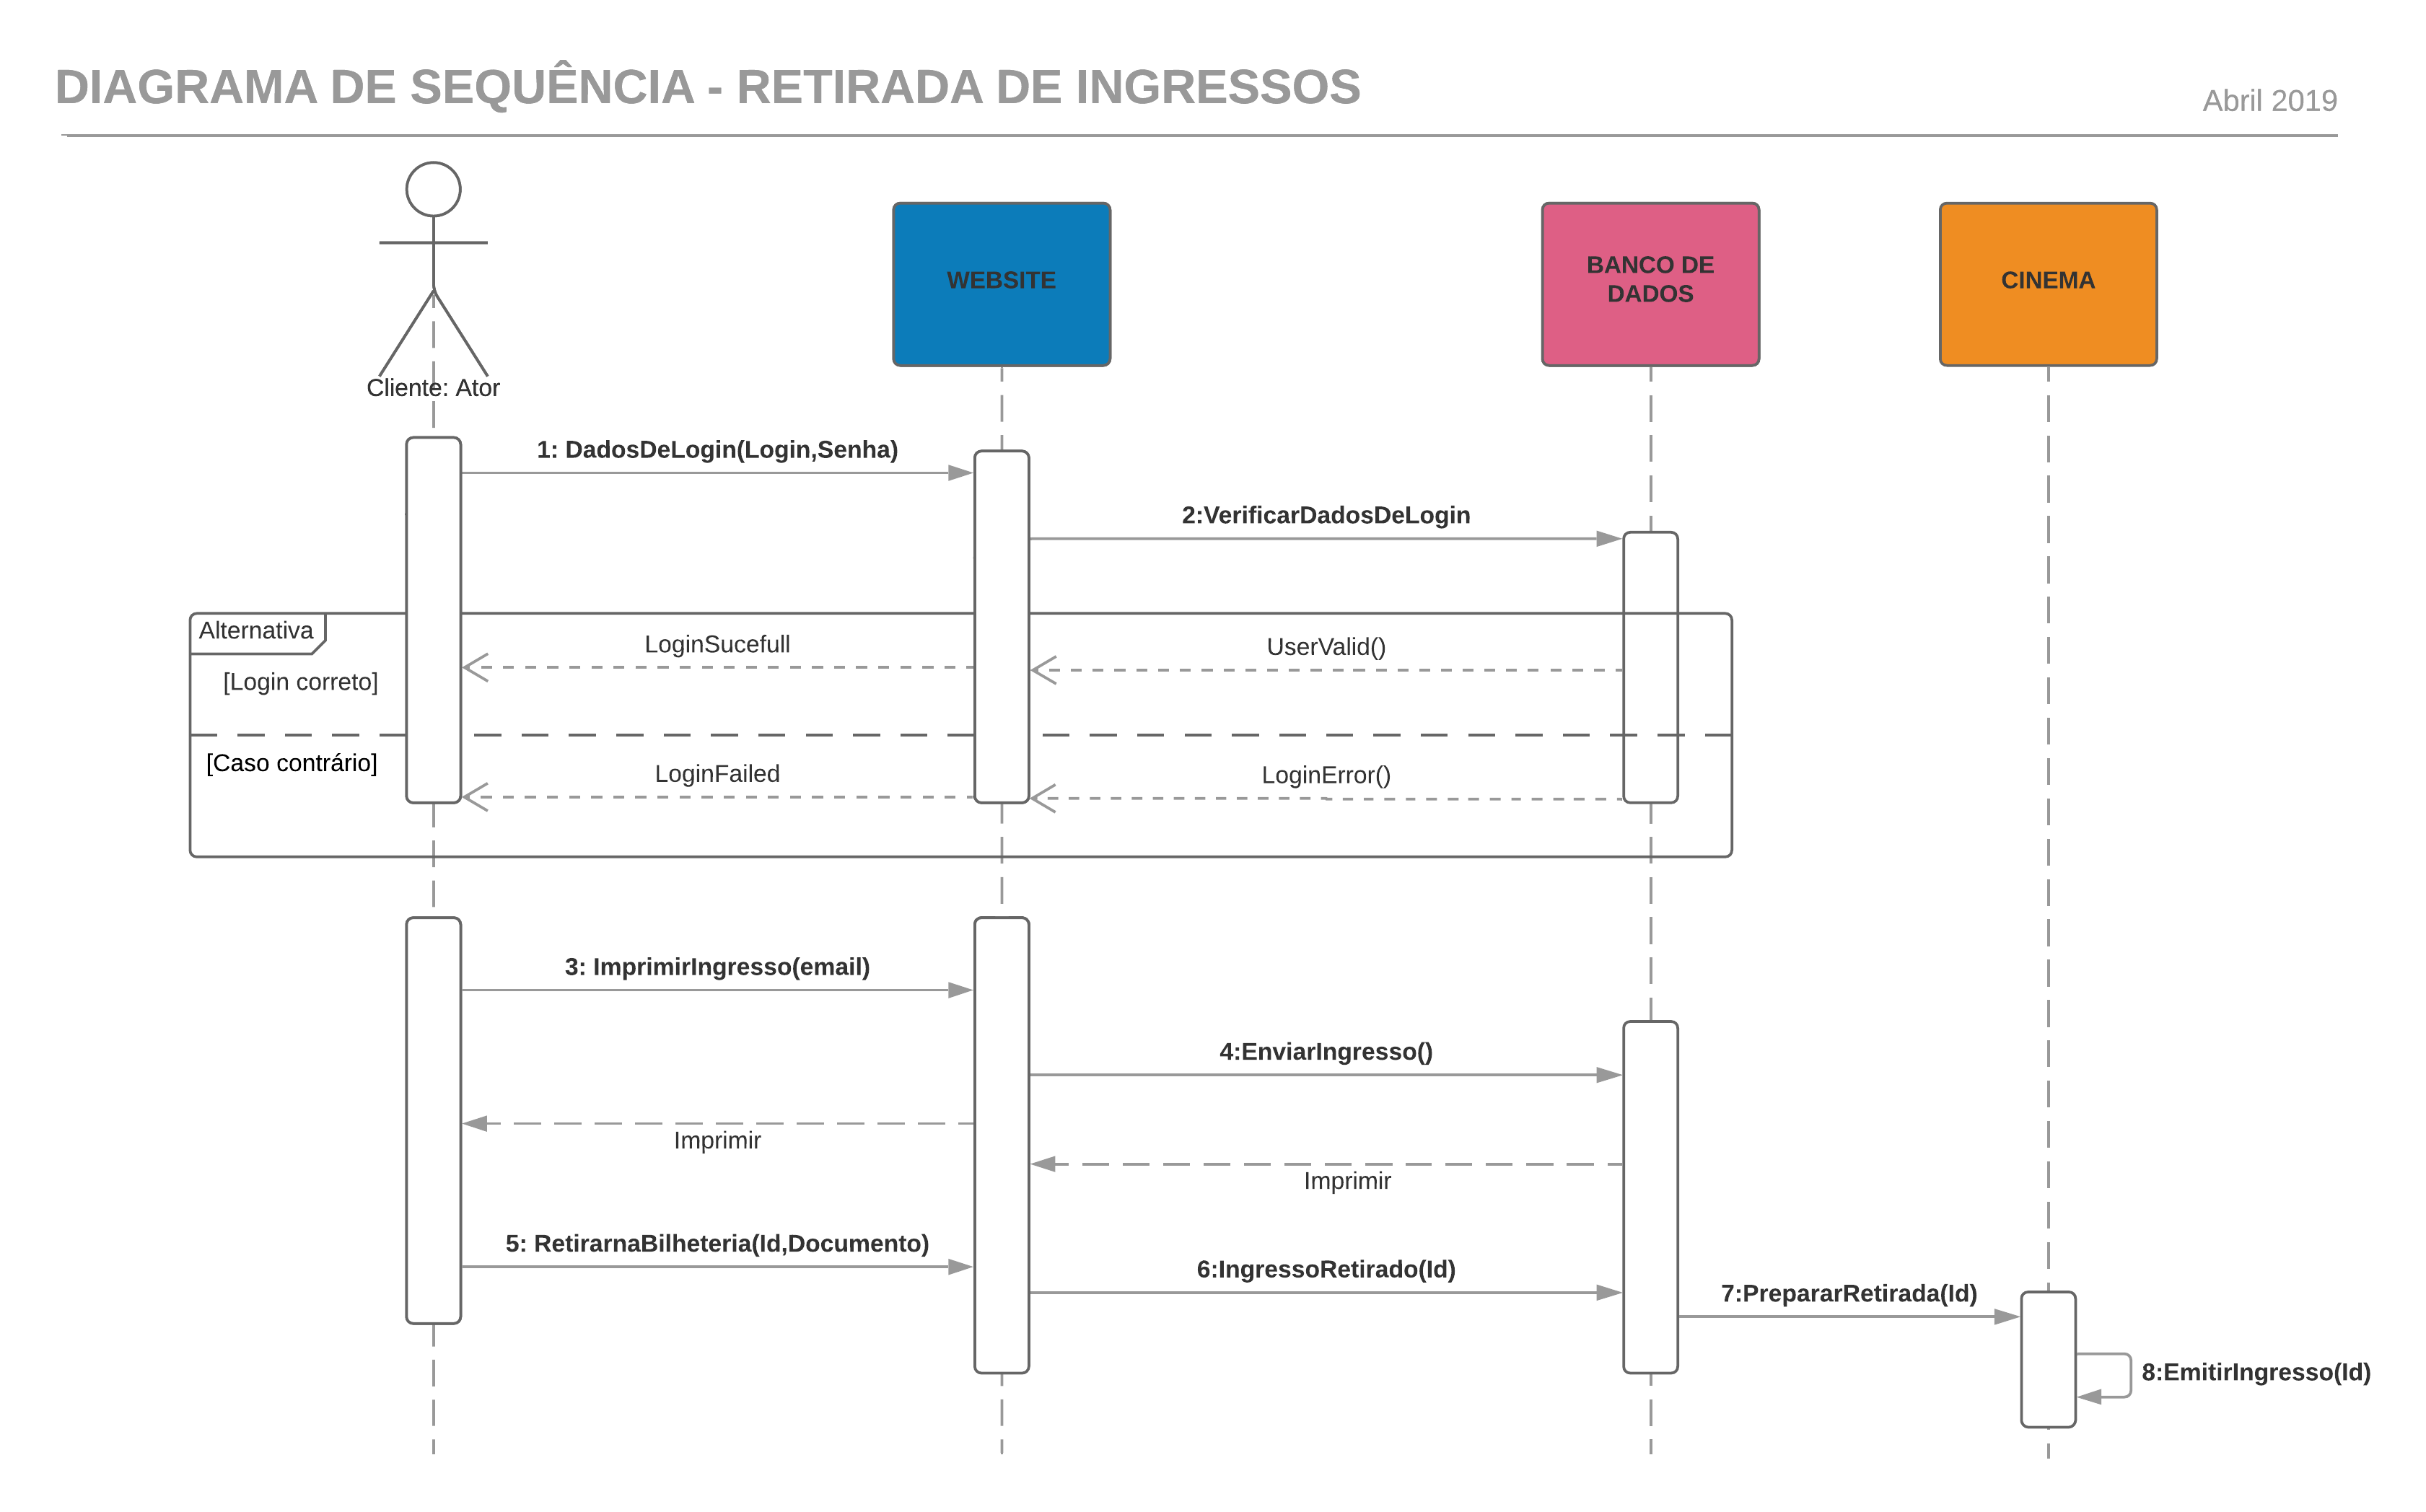 DIAGRAMA DE SEQUÊNCIA - RETIRADA DE INGRESSOS
Abril 2019
WEBSITE
BANCO DE
DADOS
CINEMA
Cliente: Ator
1: DadosDeLogin(Login,Senha)
2:VerificarDadosDeLogin
Alternativa
LoginSucefull
UserValid()
[Login correto]
[Caso contrário]
LoginFailed
LoginError()
3: ImprimirIngresso(email)
4:EnviarIngresso()
Imprimir
Imprimir
5: RetirarnaBilheteria(Id,Documento)
6:IngressoRetirado(Id)
7:PrepararRetirada(Id)
8:EmitirIngresso(Id)